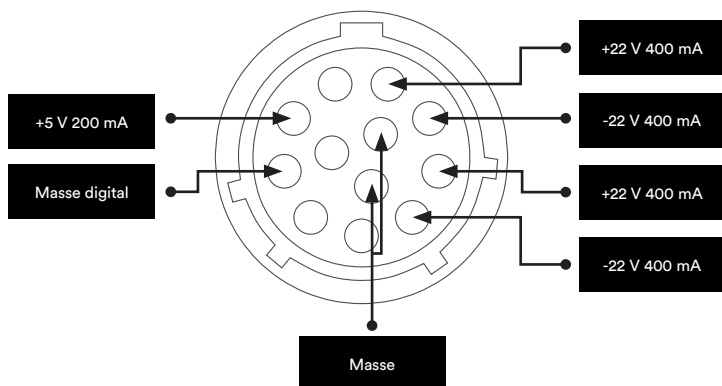 +22 V 400 mA
+5 V 200 mA
-22 V 400 mA
Masse digital
+22 V 400 mA
-22 V 400 mA
Masse